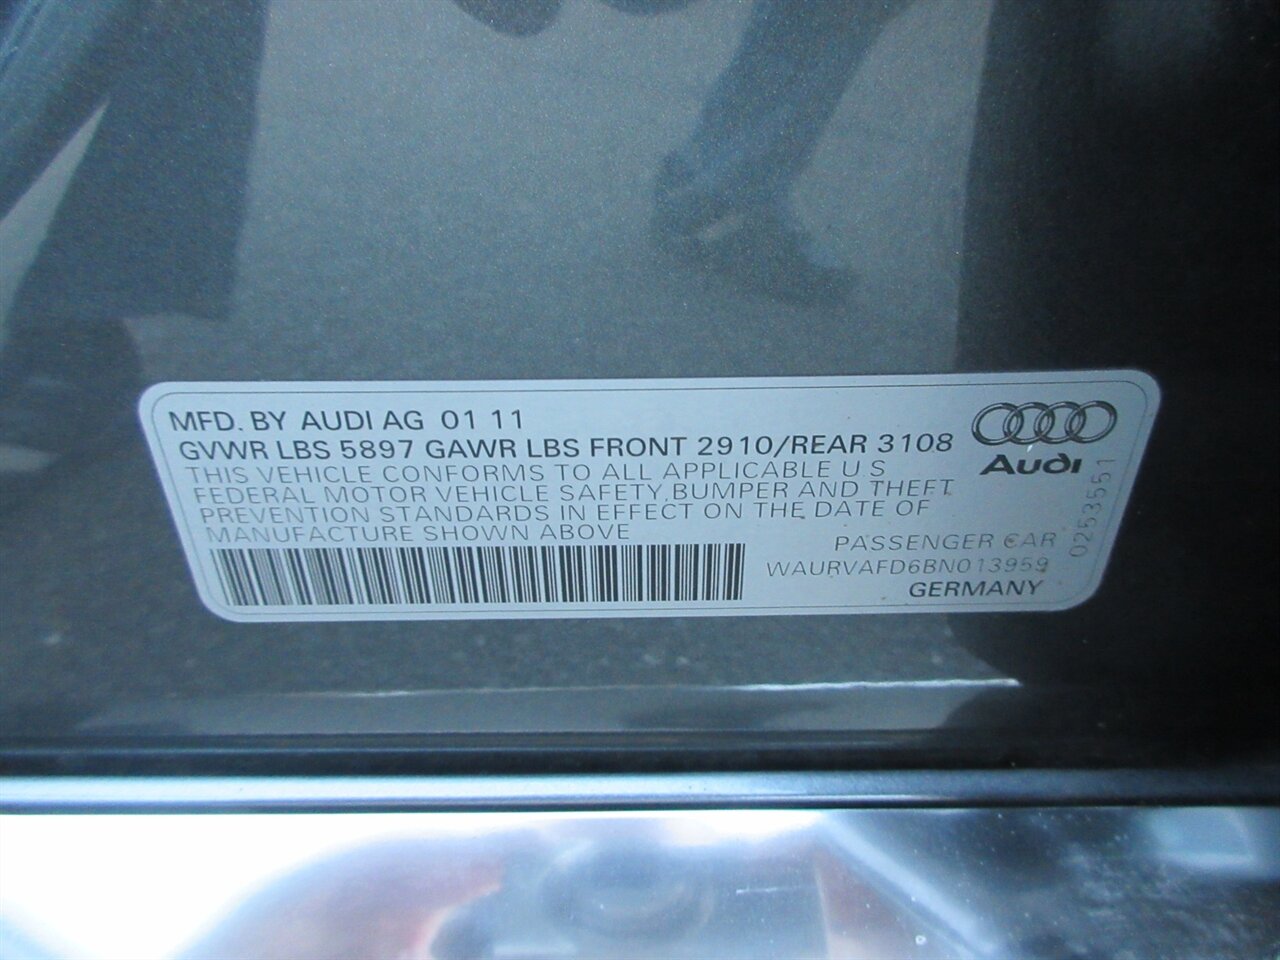 MFD. BY AUDI AG 01 11
GVWR LBS 5897 GAWR LBS FRONT 2910/REAR 3108
THIS VEHICLE CONFORMS TO ALL APPLICABLE U S
FEDERAL MOTOR VEHICLE SAFETY, BUMPER AND THEFT
PREVENTION STANDARDS IN EFFECT ON THE DATE OF
MANUFACTURE SHOWN ABOVE
Audi
0253551
PASSENGER CAR
WAURVAFD6BN013959
GERMANY